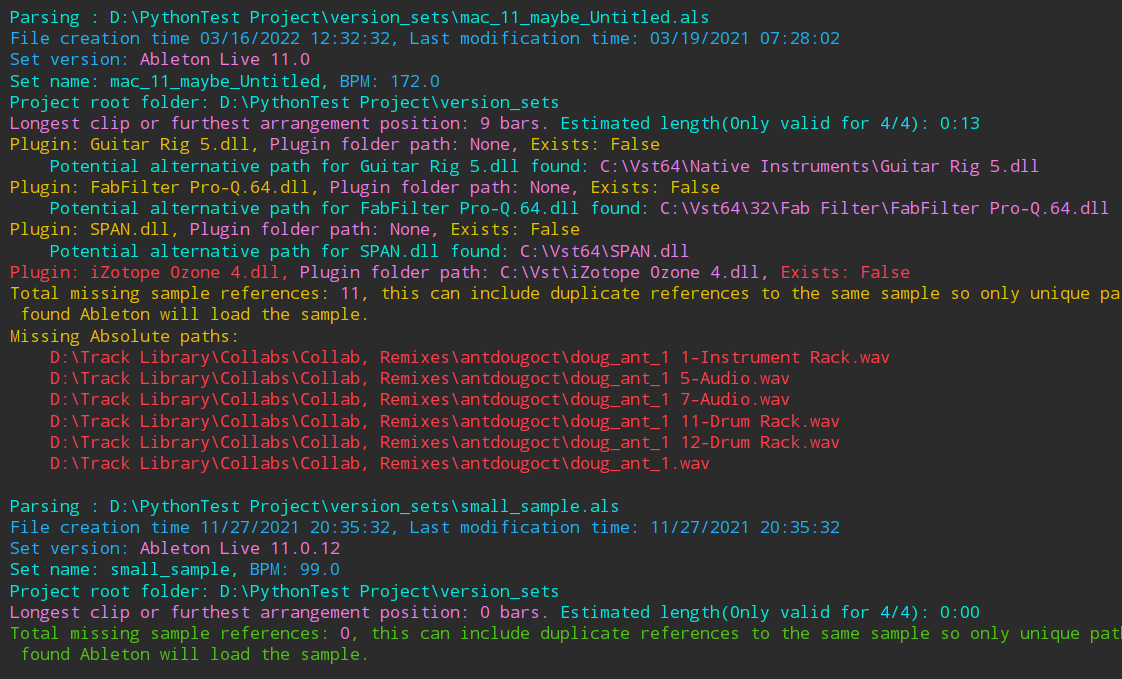 Parsing : D:\PythonTest Project\version_sets\mac_11_maybe_Untitled.als
File creation time 03/16/2022 12:32:32, Last modification time: 03/19/2021 07:28:02
Set version: Ableton Live 11.0
Set name: mac_11_maybe_Untitled, BPM: 172.0
Project root folder: D:\PythonTest Project\version_sets
Longest clip or furthest arrangement position: 9 bars. Estimated length(Only valid for 4/4): 0:13
Plugin: Guitar Rig 5.dll, Plugin folder path: None, Exists: False
Potential alternative path for Guitar Rig 5.dll found: C:\Vst64\Native Instruments\Guitar Rig 5.dll
Plugin: FabFilter Pro-Q.64.dll, Plugin folder path: None, Exists: False
Potential alternative path for FabFilter Pro-Q.64.dll found: C:\Vst64\32\Fab Filter\FabFilter Pro-Q.64.dll
Plugin: SPAN.dll, Plugin folder path: None, Exists: False
Potential alternative path for SPAN.dll found: C:\Vst64\SPAN.dll
Plugin: iZotope Ozone 4.dll, Plugin folder path: C:\Vst\iZotope Ozone 4.dll, Exists: False
Total missing sample references: 11, this can include duplicate references to the same sample so only unique pa
found Ableton will load the sample.
Missing Absolute paths:
D:\Track Library\Collabs\Collab, Remixes\antdougoct\doug_ant_1 1-Instrument Rack.wav
D:\Track Library\Collabs\Collab, Remixes\antdougoct\doug_ant_1 5-Audio.wav
D:\Track Library\Collabs\Collab, Remixes\antdougoct\doug_ant_1 7-Audio.wav
D:\Track Library\Collabs\Collab, Remixes\antdougoct\doug_ant_1 11-Drum Rack.wav
D:\Track Library\Collabs\Collab, Remixes\antdougoct\doug_ant_1 12-Drum Rack.wav
D:\Track Library\Collabs\Collab, Remixes\antdougoct\doug_ant_1.wav
Parsing : D:\PythonTest Project\version_sets\small_sample.als
File creation time 11/27/2021 20:35:32, Last modification time: 11/27/2021 20:35:32
Set version: Ableton Live 11.0.12
Set name: small_sample, BPM: 99.0
Project root folder: D:\PythonTest Project\version_sets
Longest clip or furthest arrangement position: 0 bars. Estimated length(Only valid for 4/4): 0:00
Total missing sample references: 0, this can include duplicate references to the same sample so only unique pat
found Ableton will load the sample.